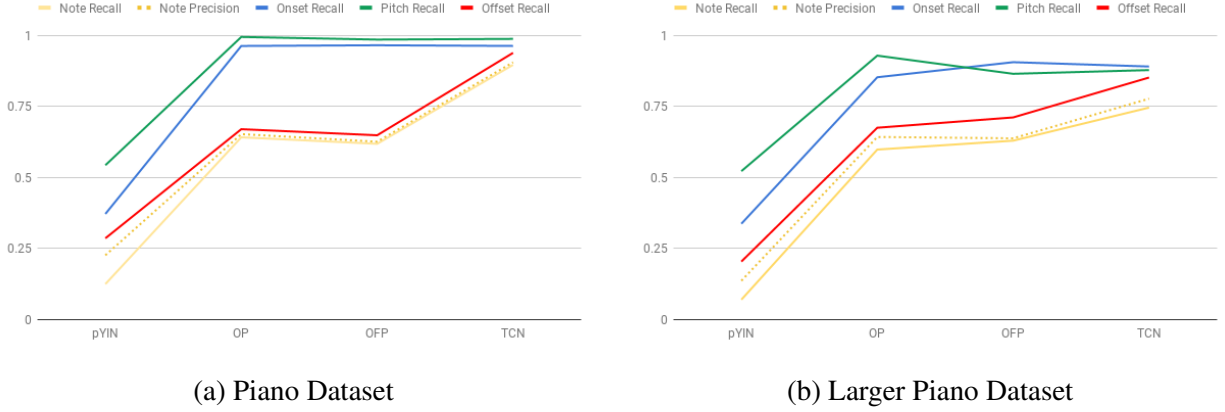 Note Recall Note Precision Onset Recall Pitch Recall Offset Recall
1
0.75
0.5
0.25
0
pYIN OP OFP TCN
(a) Piano Dataset
Note Recall Note Precision Onset Recall Pitch Recall Offset Recall
1
0.75
0.5
0.25
0
pYIN OP OFP TCN
(b) Larger Piano Dataset